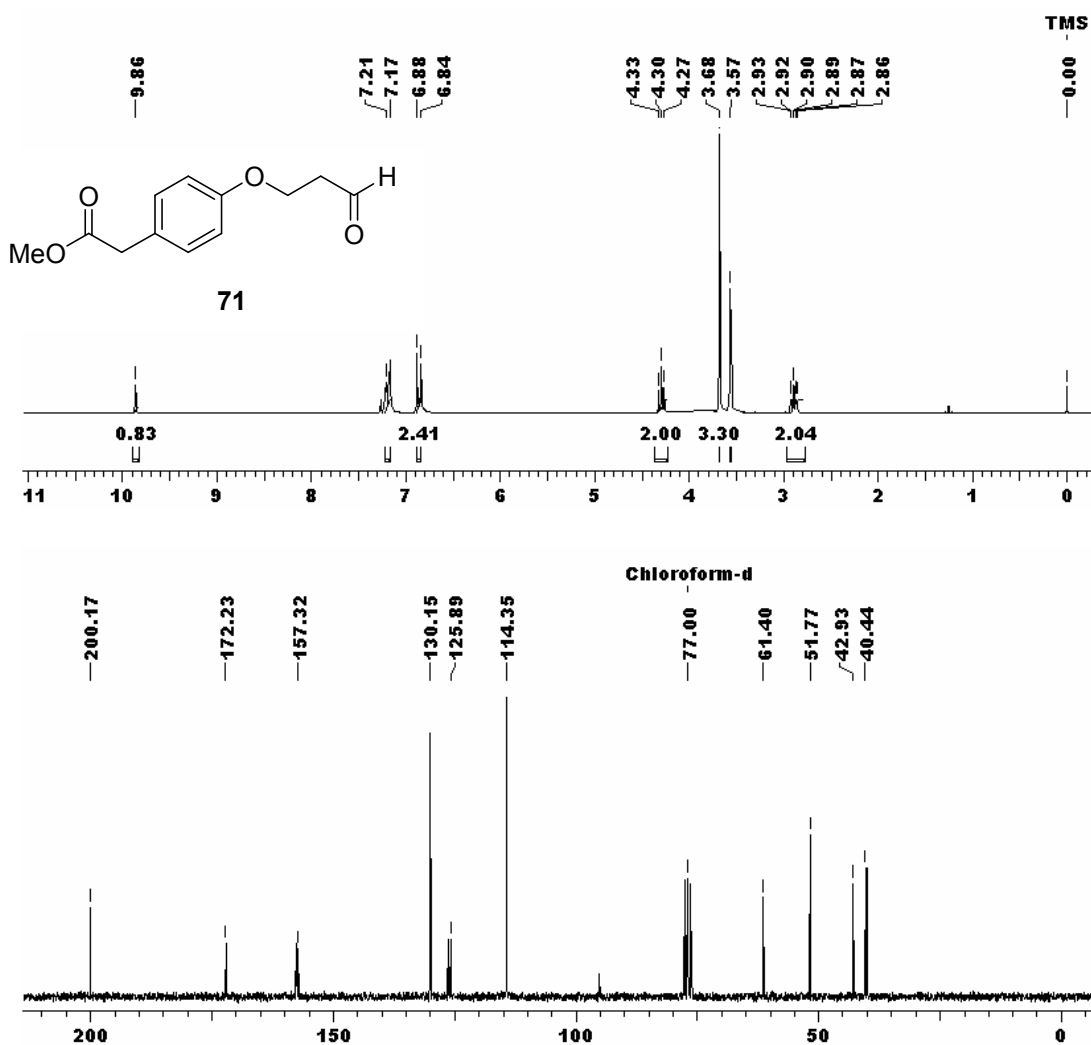 TMS
9.86 7.21 7.17 6.88 6.84 4.33 4.30 4.27 3.68 3.57 2.93 2.92 2.90 2.89 2.87 2.86 0.00
O H
O
O
MeO
71
0.83 2.41 2.00 3.30 2.04
11 10 9 8 7 6 5 4 3 2 1 0
Chloroform-d
200.17 172.23 157.32 130.15 125.89 114.35 77.00 61.40 51.77 42.93 40.44
200 150 100 50 0